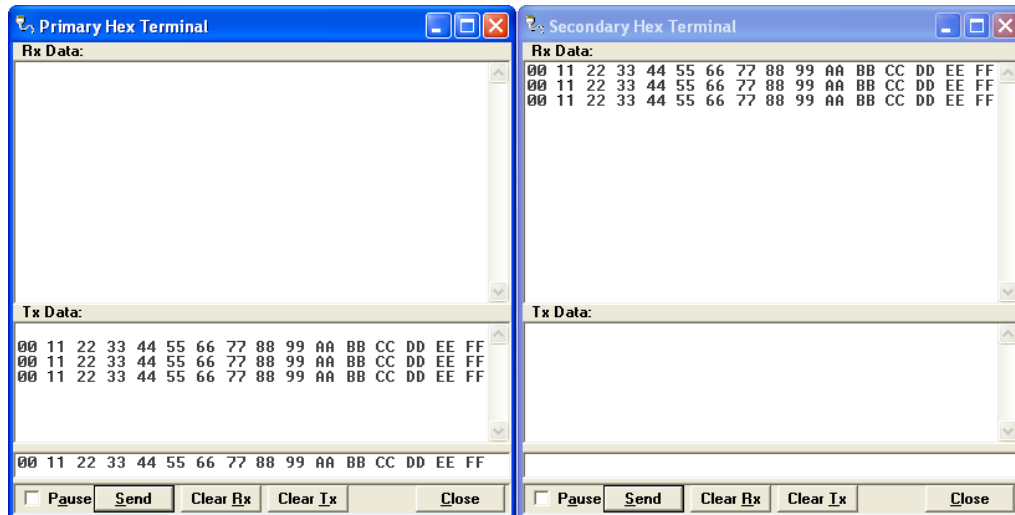 Primary Hex Terminal
Rx Data:
Tx Data:
00 11 22 33 44 55 66 77 88 99 AA BB CC DD EE FF
00 11 22 33 44 55 66 77 88 99 AA BB CC DD EE FF
00 11 22 33 44 55 66 77 88 99 AA BB CC DD EE FF
00 11 22 33 44 55 66 77 88 99 AA BB CC DD EE FF
Pause Send Clear Rx Clear Tx Close
Secondary Hex Terminal
Rx Data:
00 11 22 33 44 55 66 77 88 99 AA BB CC DD EE FF
00 11 22 33 44 55 66 77 88 99 AA BB CC DD EE FF
00 11 22 33 44 55 66 77 88 99 AA BB CC DD EE FF
Tx Data:
Pause Send Clear Rx Clear Tx Close